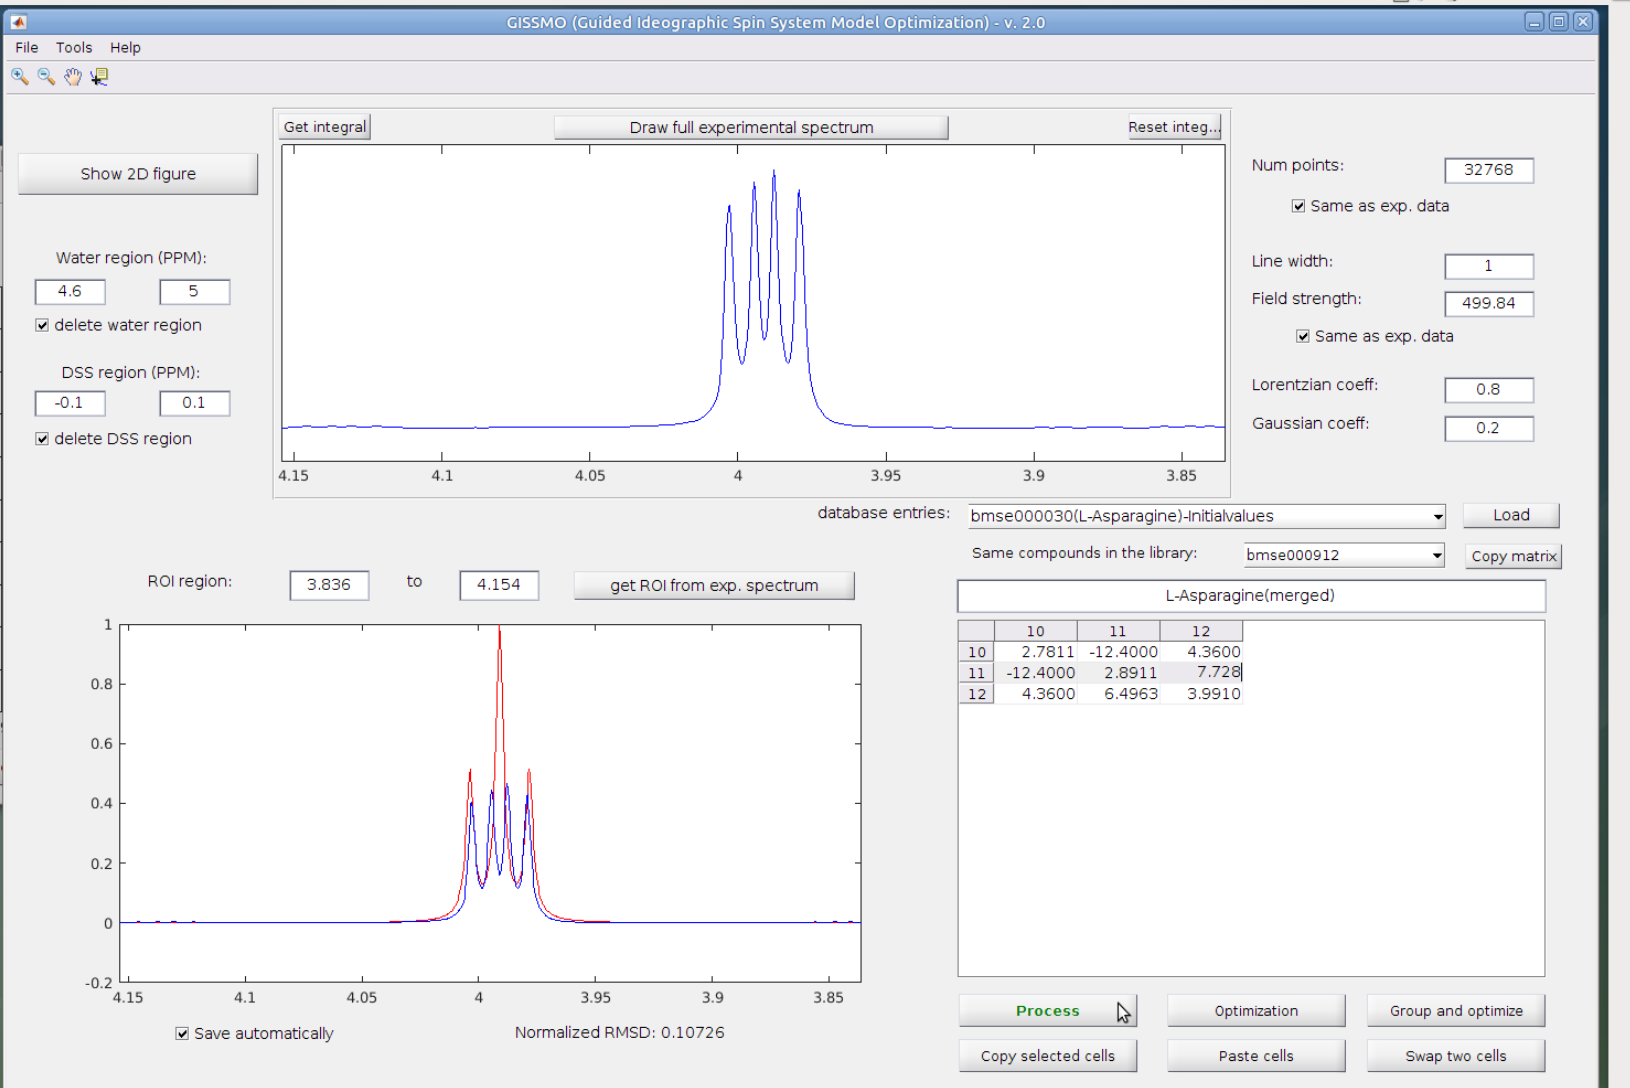 GISSMO (Guided Ideographic Spin System Model Optimization) - v. 2.0
File Tools Help
Get integral Draw full experimental spectrum Reset integ...
Show 2D figure
Num points: 32768
Same as exp. data
Water region (PPM):
4.6 5
delete water region
Line width: 1
Field strength: 499.84
Same as exp. data
DSS region (PPM):
-0.1 0.1
delete DSS region
Lorentzian coeff: 0.8
Gaussian coeff: 0.2
4.15 4.1 4.05 4 3.95 3.9 3.85
database entries: bmse000030(L-Asparagine)-Initialvalues Load
Same compounds in the library: bmse000912 Copy matrix
ROI region: 3.836 to 4.154 get ROI from exp. spectrum
L-Asparagine(merged)
10 11 12
10 2.7811 -12.4000 4.3600
11 -12.4000 2.8911 7.728
12 4.3600 6.4963 3.9910
1
0.8
0.6
0.4
0.2
0
-0.2
4.15 4.1 4.05 4 3.95 3.9 3.85
Save automatically Normalized RMSD: 0.10726
Process Optimization Group and optimize
Copy selected cells Paste cells Swap two cells